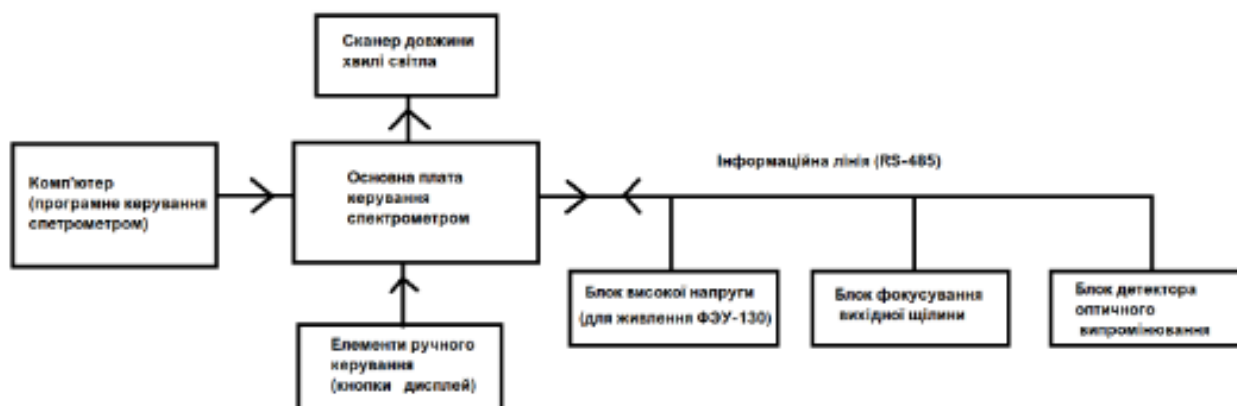 Сканер довжини
хвилі світла
Комп'ютер
(програмне керування
спетрометром)
Основна плата
керування
спектрометром
Інформаційна лінія (RS-485)
Блок високої напруги
(для живлення ФЭУ-130)
Блок фокусування
вихідної щілини
Блок детектора
оптичного
випромінювання
Елементи ручного
керування
(кнопки дисплей)